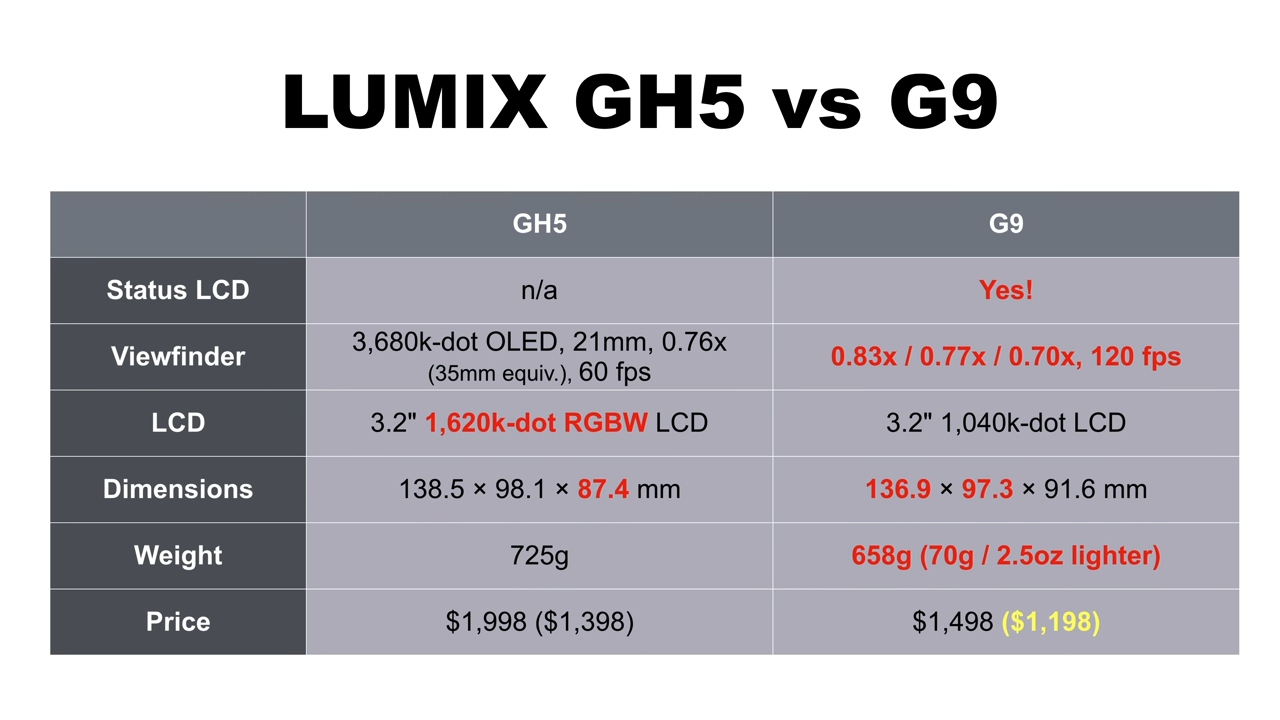 LUMIX GH5 vs G9
GH5 G9
Status LCD n/a Yes!
Viewfinder 3,680k-dot OLED, 21mm, 0.76x
(35mm equiv.), 60 fps 0.83x / 0.77x / 0.70x, 120 fps
LCD 3.2" 1,620k-dot RGBW LCD 3.2" 1,040k-dot LCD
Dimensions 138.5 × 98.1 × 87.4 mm 136.9 × 97.3 × 91.6 mm
Weight 725g 658g (70g / 2.5oz lighter)
Price $1,998 ($1,398) $1,498 ($1,198)